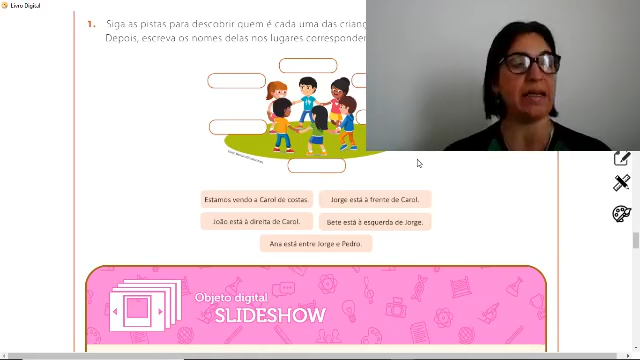 Livro Digital
1. Siga as pistas para descobrir quem é cada uma das
Depois, escreva os nomes delas nos lugares
Estamos vendo a Carol de costas.
Jorge está à frente de Carol.
João está à direita de Carol.
Bete está à esquerda de Jorge.
Ana está entre Jorge e Pedro.
Objeto digital
SLIDESHOW